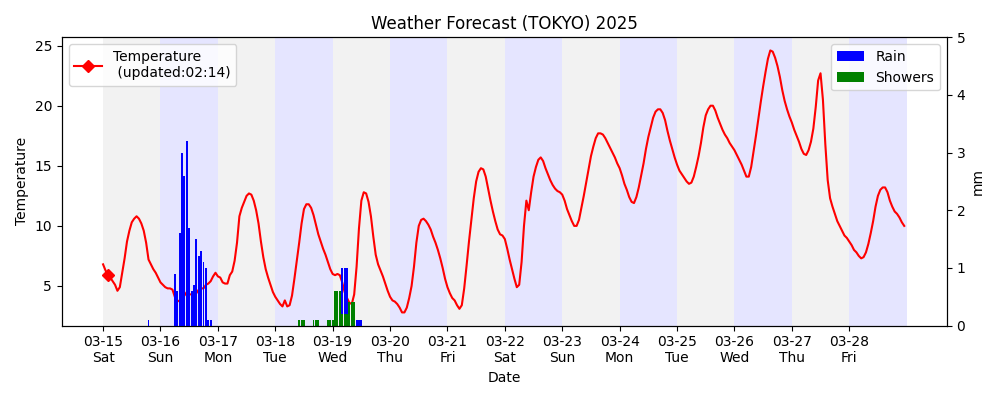 Weather Forecast (TOKYO) 2025
Temperature
(updated:02:14)
Rain
Showers
25
20
15
10
5
Temperature
5
4
3
2
1
0
mm
03-15 03-16 03-17 03-18 03-19 03-20 03-21 03-22 03-23 03-24 03-25 03-26 03-27 03-28
Sat Sun Mon Tue Wed Thu Fri Sat Sun Mon Tue Wed Thu Fri
Date